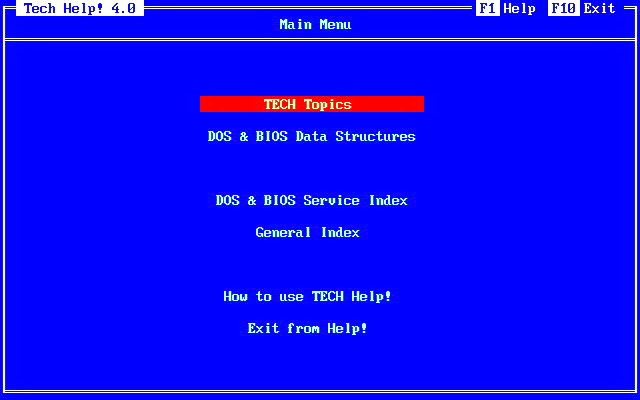 Tech Help! 4.0 F1 Help F10 Exit
Main Menu
TECH Topics
DOS & BIOS Data Structures
DOS & BIOS Service Index
General Index
How to use TECH Help!
Exit from Help!